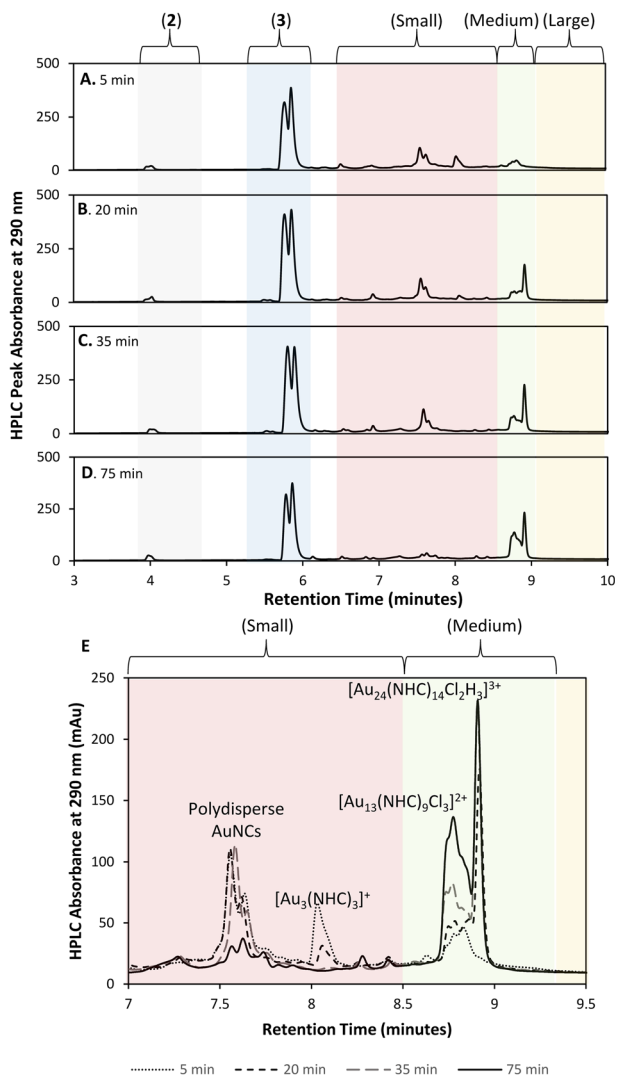 (2) (3) (Small) (Medium) (Large)
500
A. 5 min
250
0
500
B. 20 min
250
0
500
C. 35 min
250
0
500
D. 75 min
250
0
3 4 5 6 7 8 9 10
Retention Time (minutes)
HPLC Peak Absorbance at 290 nm
(Small) (Medium)
E
250
[Au24(NHC)14Cl2H3]3+
200
150
[Au13(NHC)9Cl3]2+
Polydisperse
AuNCs
100
[Au3(NHC)3]+
50
0
7 7.5 8 8.5 9 9.5
HPLC Absorbance at 290 nm (mAu)
Retention Time (minutes)
5 min 20 min 35 min 75 min